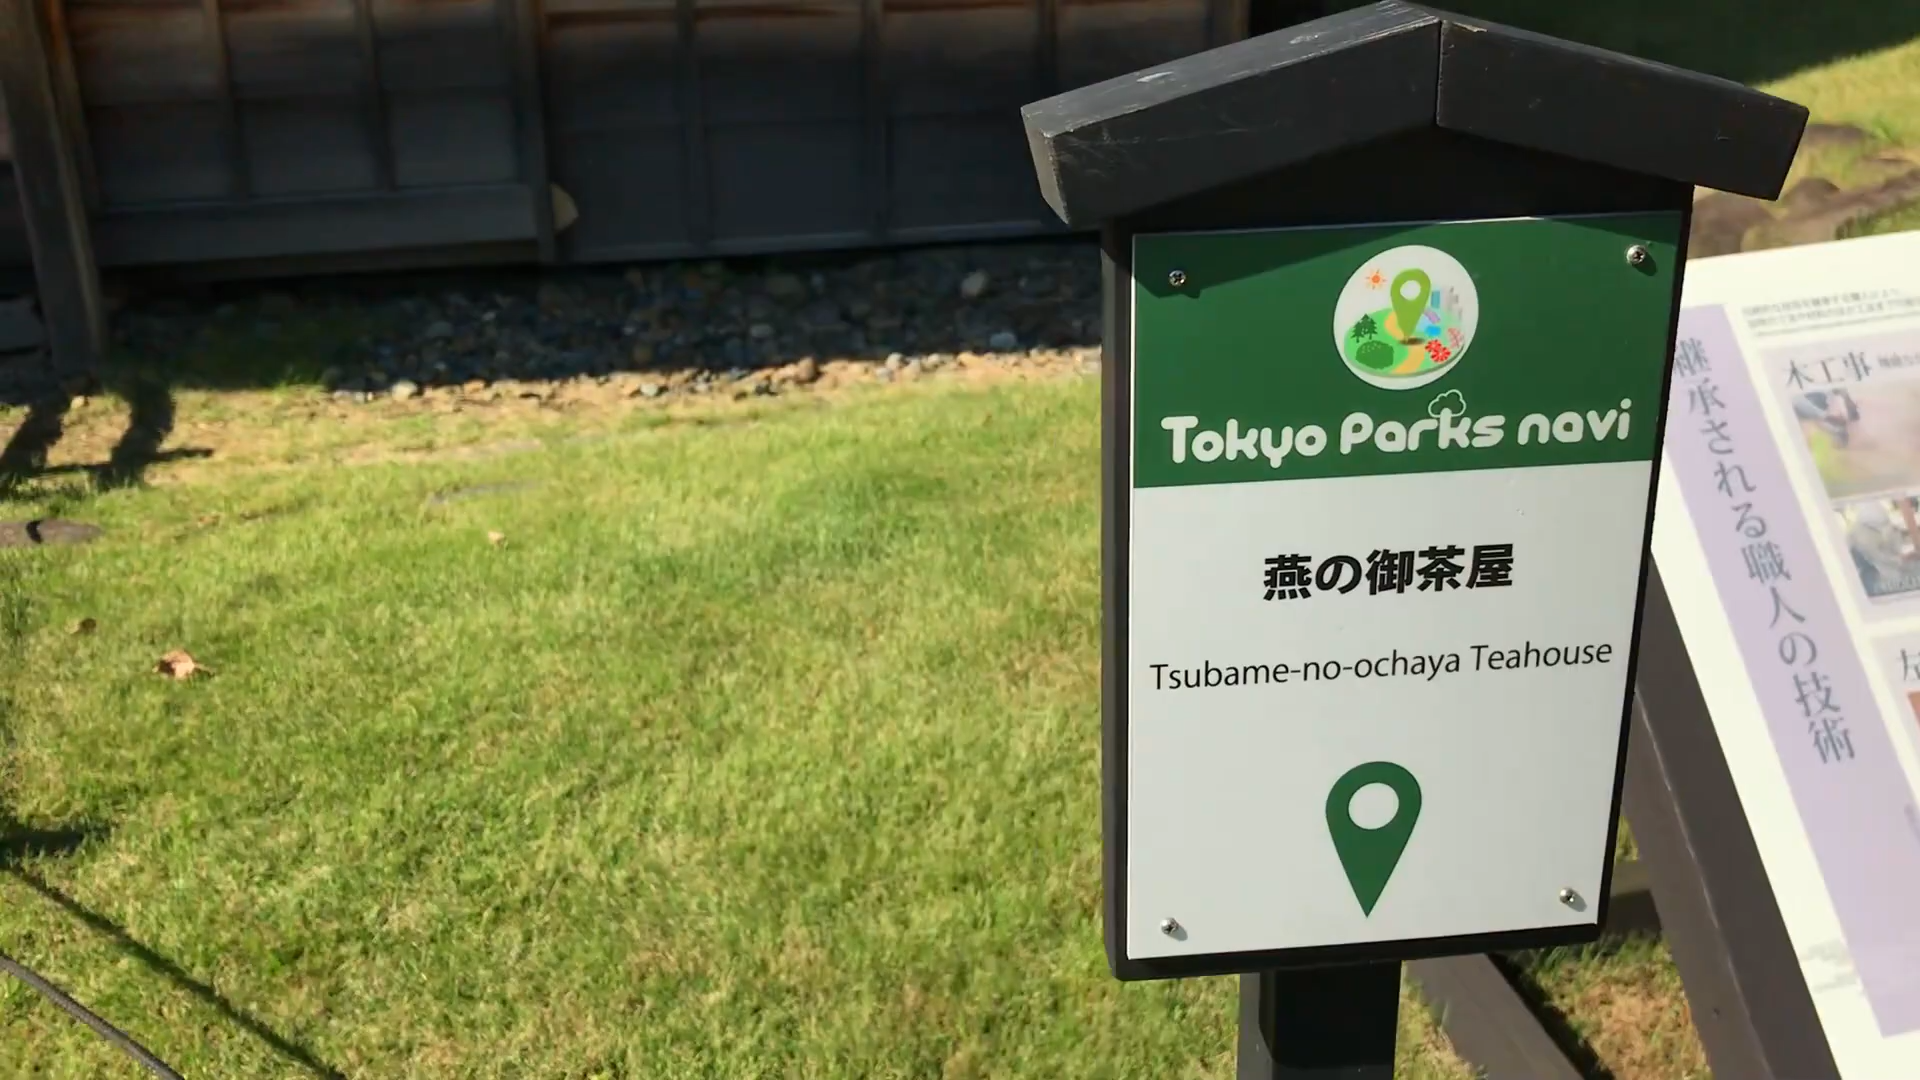 Tokyo Parks navi
燕の御茶屋
Tsubame-no-ochaya Teahouse
継承される職人の技術
木工事
左